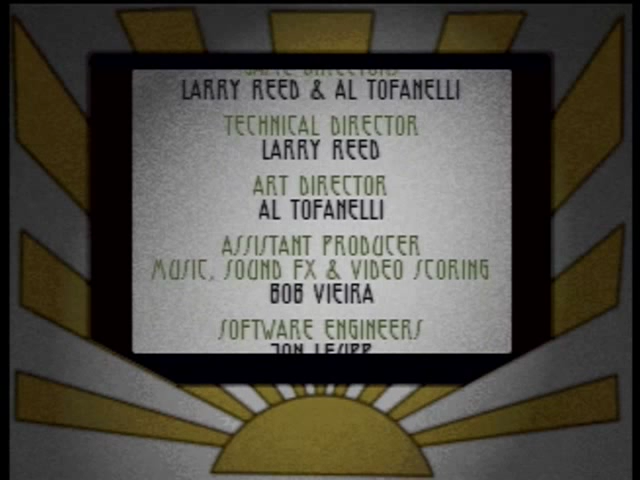 LARRY REED & AL TOFANELLI
TECHNICAL DIRECTOR
LARRY REED
ART DIRECTOR
AL TOFANELLI
ASSISTANT PRODUCER
MUSIC, SOUND FX & VIDEO SCORING
BOB VIEIRA
SOFTWARE ENGINEERS